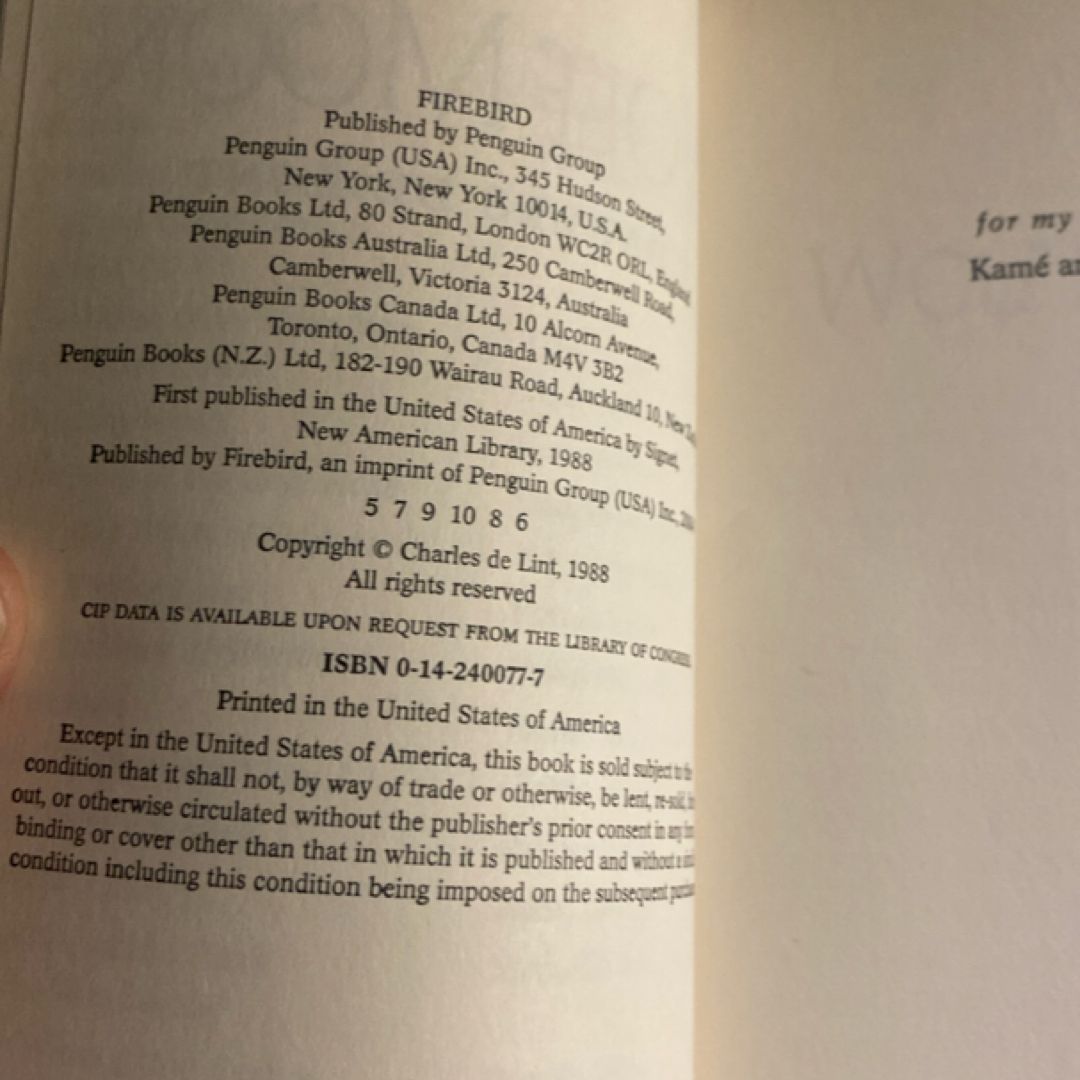 FIREBIRD
Published by Penguin Group
Penguin Group (USA) Inc., 345 Hudson Street,
New York, New York 10014, U.S.A.
Penguin Books Ltd, 80 Strand, London WC2R ORL, England
Penguin Books Australia Ltd, 250 Camberwell Road,
Camberwell, Victoria 3124, Australia
Penguin Books Canada Ltd, 10 Alcorn Avenue,
Toronto, Ontario, Canada M4V 3B2
Penguin Books (N.Z.) Ltd, 182-190 Wairau Road, Auckland 10, New
First published in the United States of America by Signet,
New American Library, 1988
Published by Firebird, an imprint of Penguin Group (USA) Inc.,
5 7 9 10 8 6
Copyright © Charles de Lint, 1988
All rights reserved
CIP DATA IS AVAILABLE UPON REQUEST FROM THE LIBRARY OF CONGRESS
ISBN 0-14-240077-7
Printed in the United States of America
Except in the United States of America, this book is sold subject to the
condition that it shall not, by way of trade or otherwise, be lent, re-sold,
out, or otherwise circulated without the publisher's prior consent in any
binding or cover other than that in which it is published and without a
condition including this condition being imposed on the subsequent
for my
Kamé